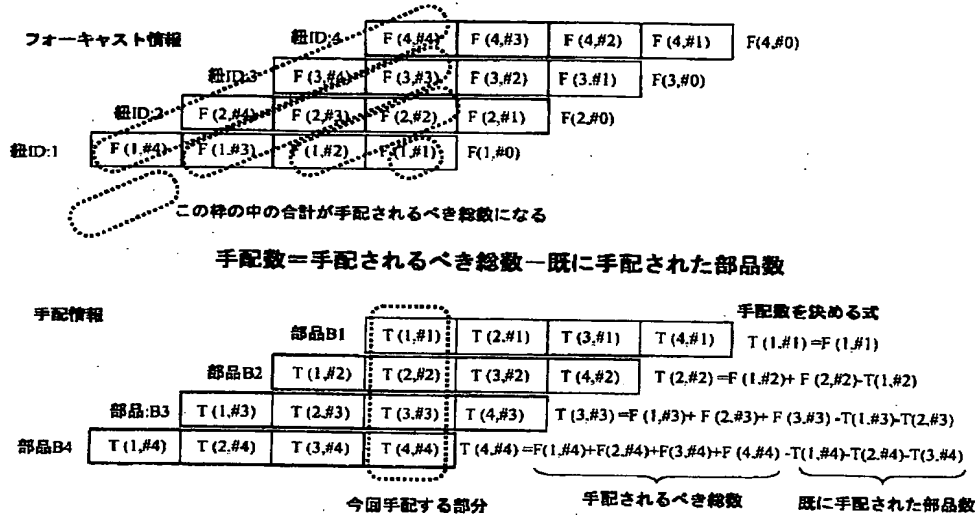 フォーキャスト情報 紐ID:4 F (4,#4) F (4,#3) F (4,#2) F (4,#1) F(4,#0)
紐ID:3 F (3,#4) F (3,#3) F (3,#2) F (3.#1) F(3,#0)
紐ID:2 F (2,#4) F (2,#3) F (2,#2) F (2,#1) F(2,#0)
紐ID:1 F (1,#4) F (1,#3) F (1,#2) F (1,#1) F(1,#0)
この枠の中の合計が手配されるべき総数になる
手配数=手配されるべき総数-既に手配された部品数
手配情報 手配数を決める式
部品B1 T (1,#1) T (2,#1) T (3,#1) T (4,#1) T (1,#1) =F (1,#1)
部品B2 T (1,#2) T (2,#2) T (3,#2) T (4,#2) T (2,#2) =F (1.#2)+ F (2,#2)-T(1,#2)
部品:B3 T (1,#3) T (2,#3) T (3,#3) T (4,#3) T (3,#3) =F (1,#3)+ F (2.#3)+ F (3.#3) -T(1.#3)-T(2,#3)
部品B4 T (1,#4) T (2,#4) T (3,#4) T (4,#4) T (4,#4) =F(1,#4)+F(2.#4)+F(3,#4)+F (4.#4) -T(1,#4)-T(2.#4)-T(3,#4)
今回手配する部分 手配されるべき総数 既に手配された部品数